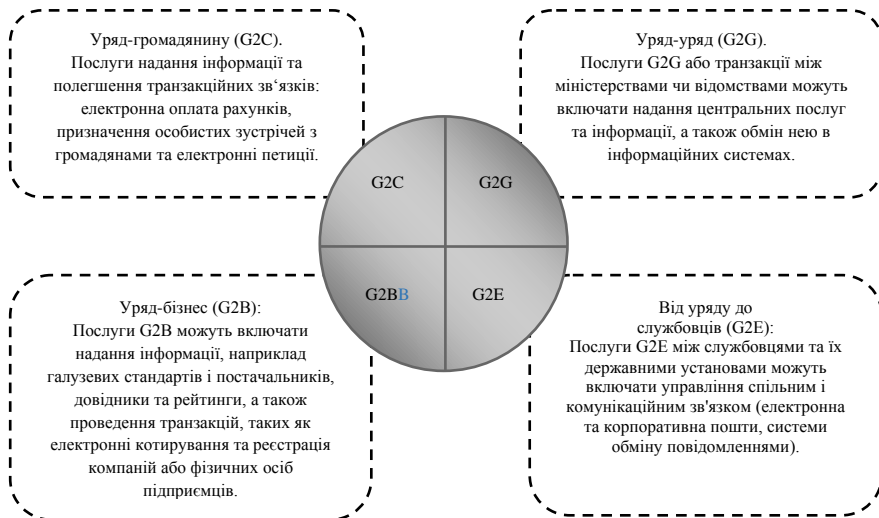 Уряд-громадянину (G2C).
Послуги надання інформації та
полегшення транзакційних зв‘язків:
електронна оплата рахунків,
призначення особистих зустрічей з
громадянами та електронні петиції.
Уряд-уряд (G2G).
Послуги G2G або транзакції між
міністерствами чи відомствами можуть
включати надання центральних послуг
та інформації, а також обмін нею в
інформаційних системах.
G2C
G2G
G2BB
G2E
Уряд-бізнес (G2B):
Послуги G2B можуть включати
надання інформації, наприклад
галузевих стандартів і постачальників,
довідники та рейтинги, а також
проведення транзакцій, таких як
електронні котирування та реєстрація
компаній або фізичних осіб
підприємців.
Від уряду до
службовців (G2E):
Послуги G2E між службовцями та їх
державними установами можуть
включати управління спільним і
комунікаційним зв'язком (електронна
та корпоративна пошти, системи
обміну повідомленнями).